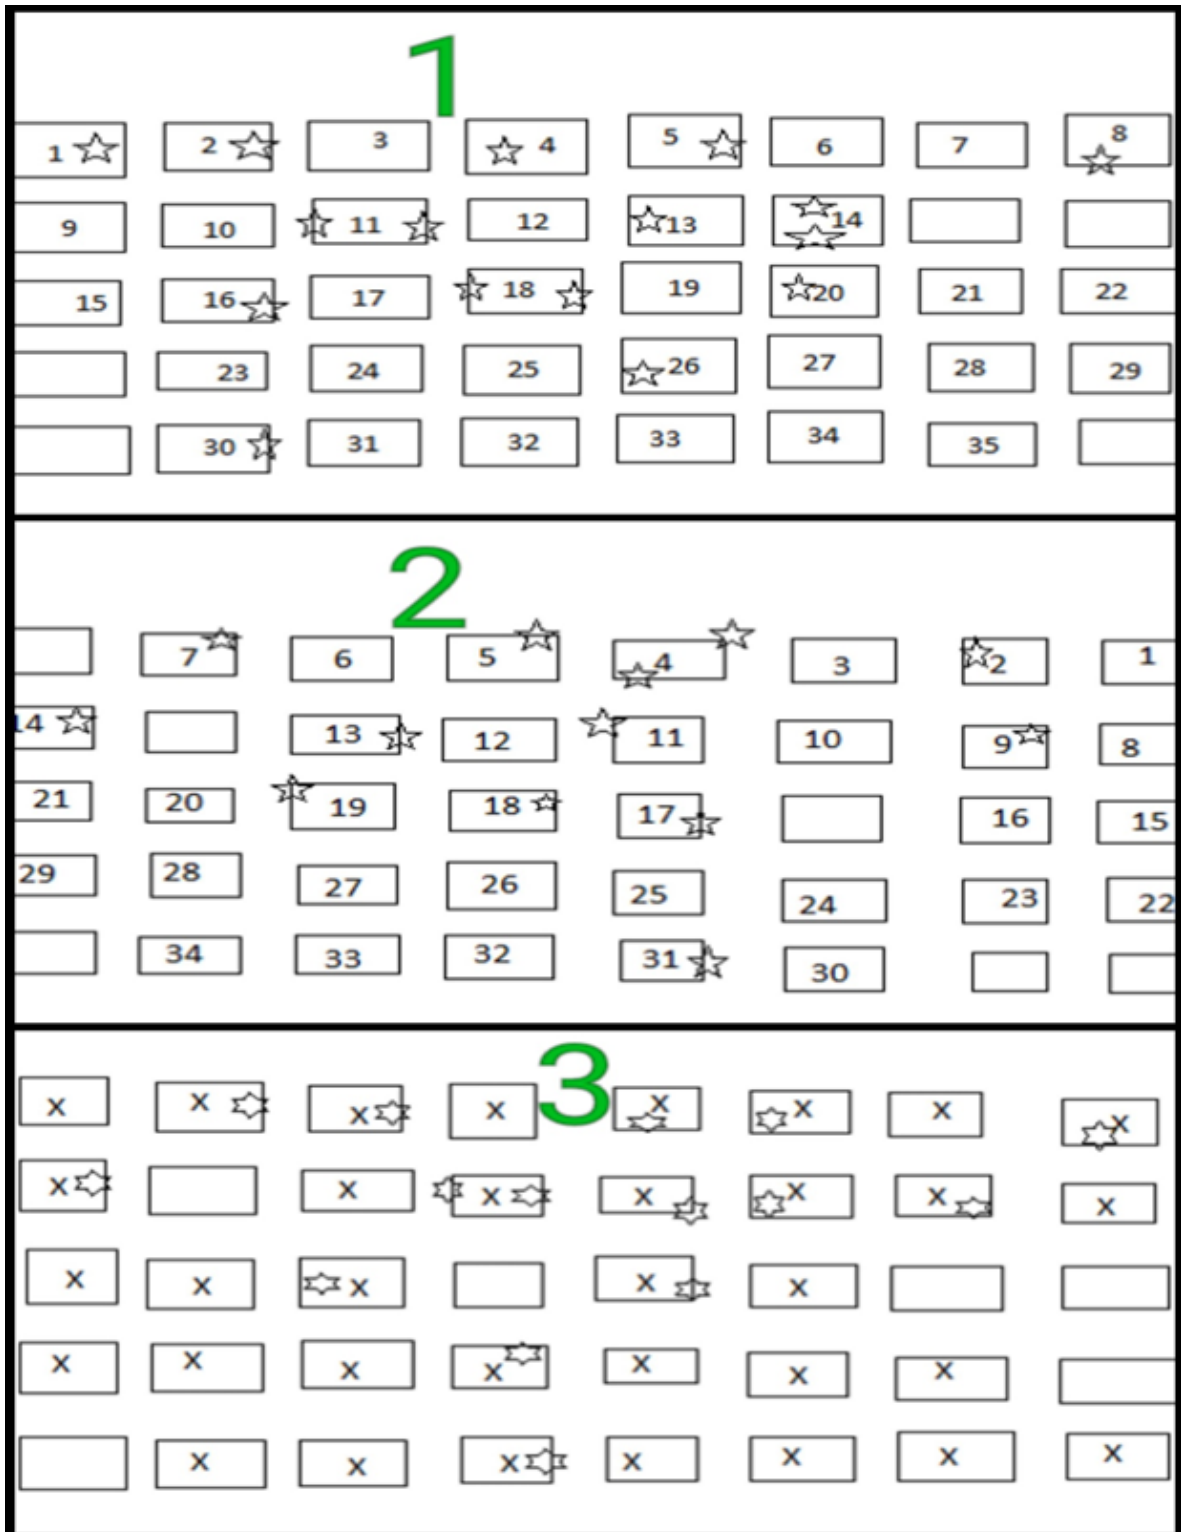 1
1 2 3 4 5 6 7 8
9 10 11 12 13 14
15 16 17 18 19 20 21 22
23 24 25 26 27 28 29
30 31 32 33 34 35
2
7 6 5 4 3 2 1
14 13 12 11 10 9 8
21 20 19 18 17 16 15
29 28 27 26 25 24 23 22
34 33 32 31 30
3
x x x x x x x x
x x x x x x x
x x x x x
x x x x x x x
x x x x x x x